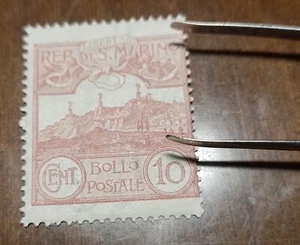 REP. DI S. MARINO
CENT. BOLLO 10
POSTALE